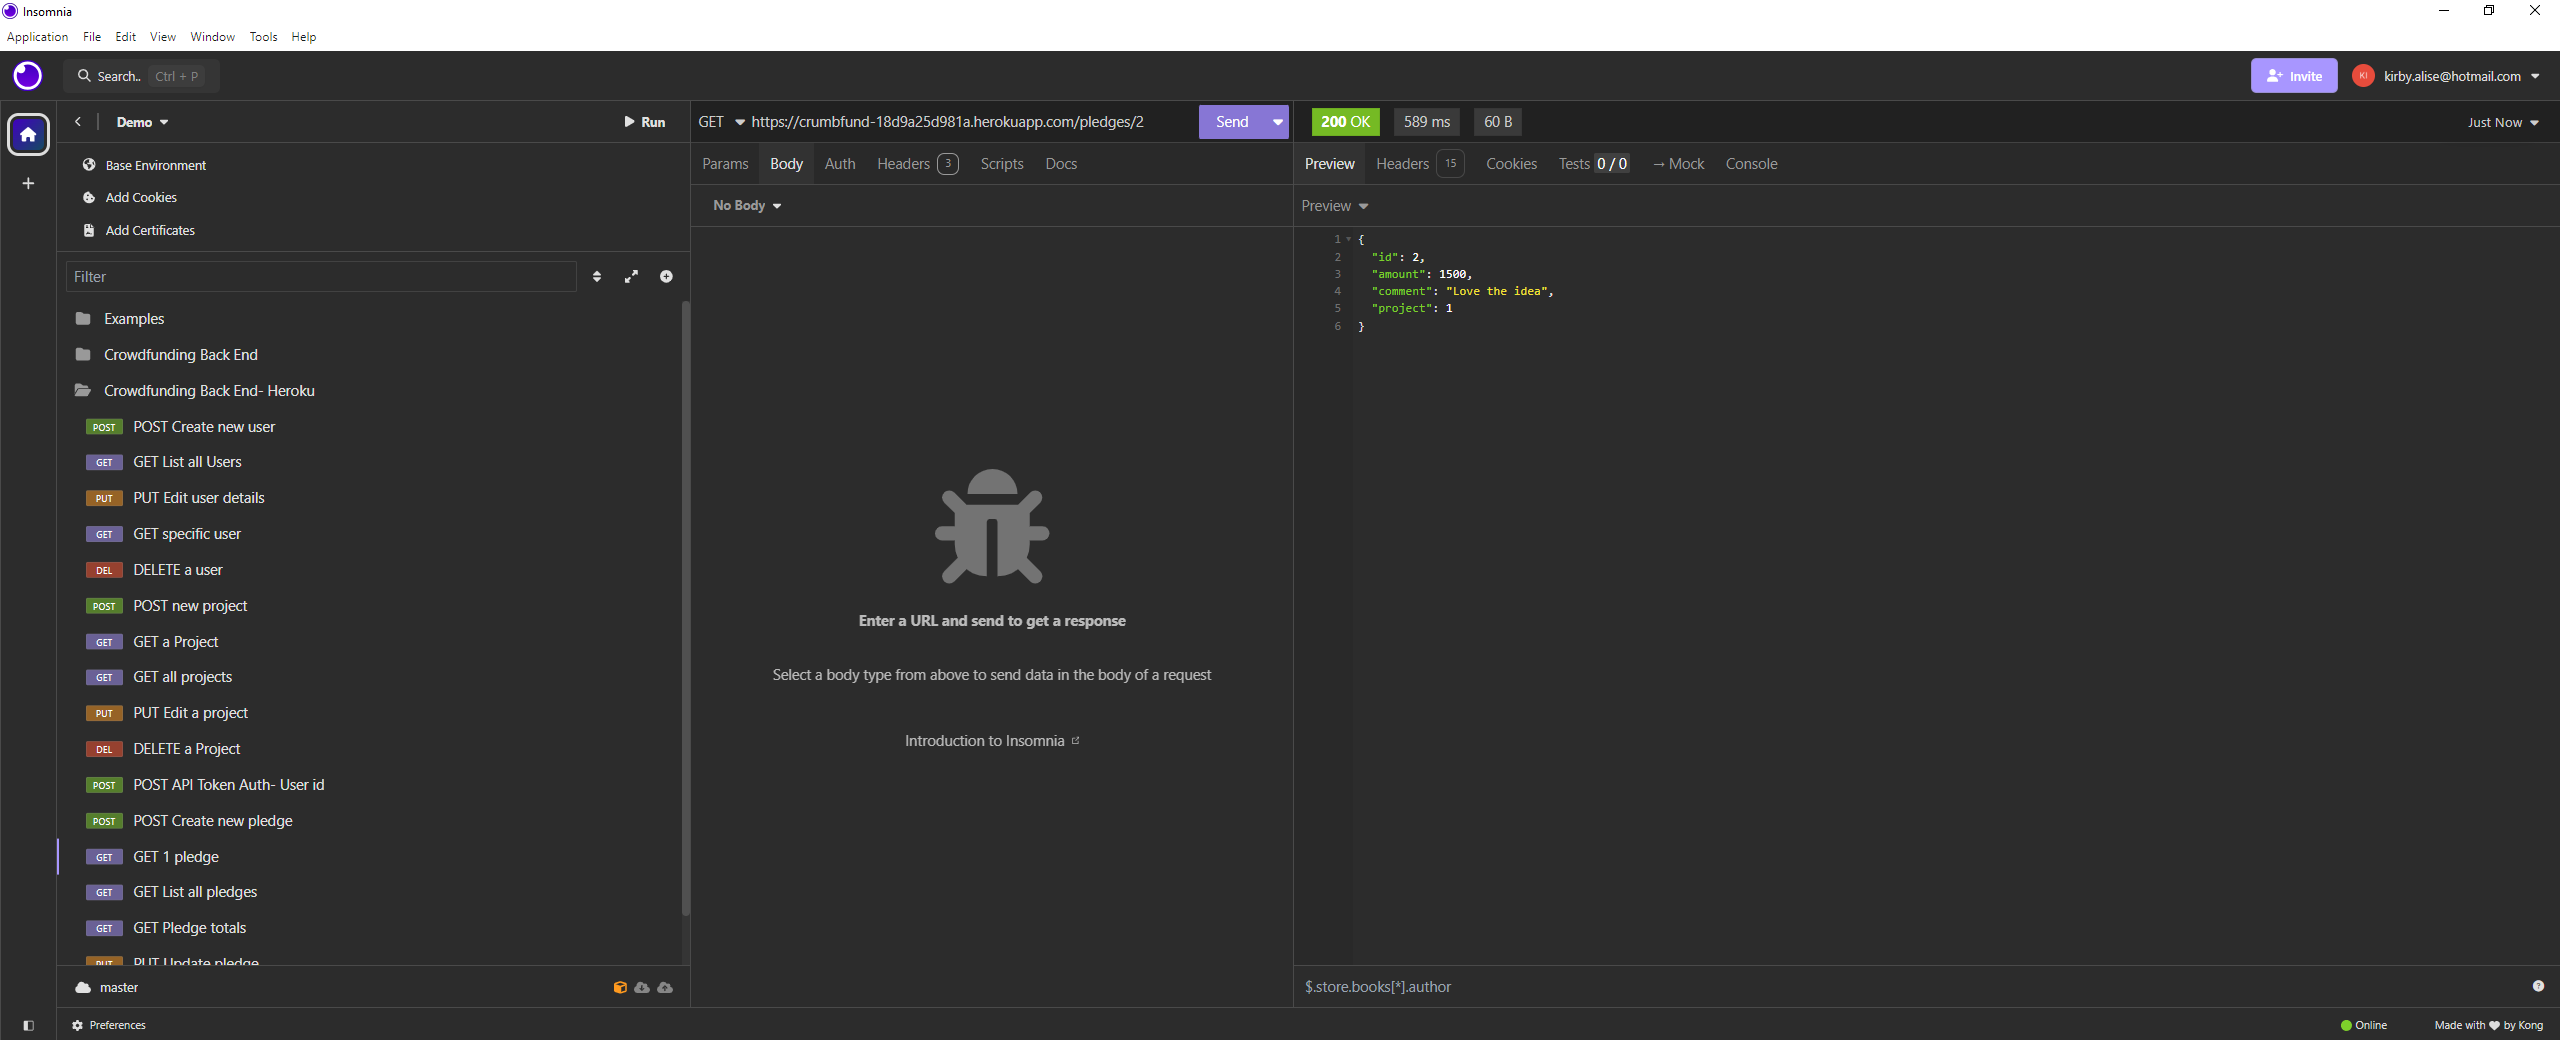 Insomnia
Application File Edit View Window Tools Help
Search.. Ctrl + P
Invite
KI
kirby.alise@hotmail.com
Demo
Run
Base Environment
Add Cookies
Add Certificates
Filter
Examples
Crowdfunding Back End
Crowdfunding Back End- Heroku
POST POST Create new user
GET GET List all Users
PUT PUT Edit user details
GET GET specific user
DEL DELETE a user
POST POST new project
GET GET a Project
GET GET all projects
PUT PUT Edit a project
DEL DELETE a Project
POST POST API Token Auth- User id
POST POST Create new pledge
GET GET 1 pledge
GET GET List all pledges
GET GET Pledge totals
PUT PUT Update pledge
master
Preferences
GET https://crumbfund-18d9a25d981a.herokuapp.com/pledges/2 Send
Params Body Auth Headers 3 Scripts Docs
No Body
Enter a URL and send to get a response
Select a body type from above to send data in the body of a request
Introduction to Insomnia
200 OK 589 ms 60 B Just Now
Preview Headers 15 Cookies Tests 0 / 0 → Mock Console
Preview
1 {
2 "id": 2,
3 "amount": 1500,
4 "comment": "Love the idea",
5 "project": 1
6 }
$.store.books[*].author
?
Online
Made with ♥ by Kong